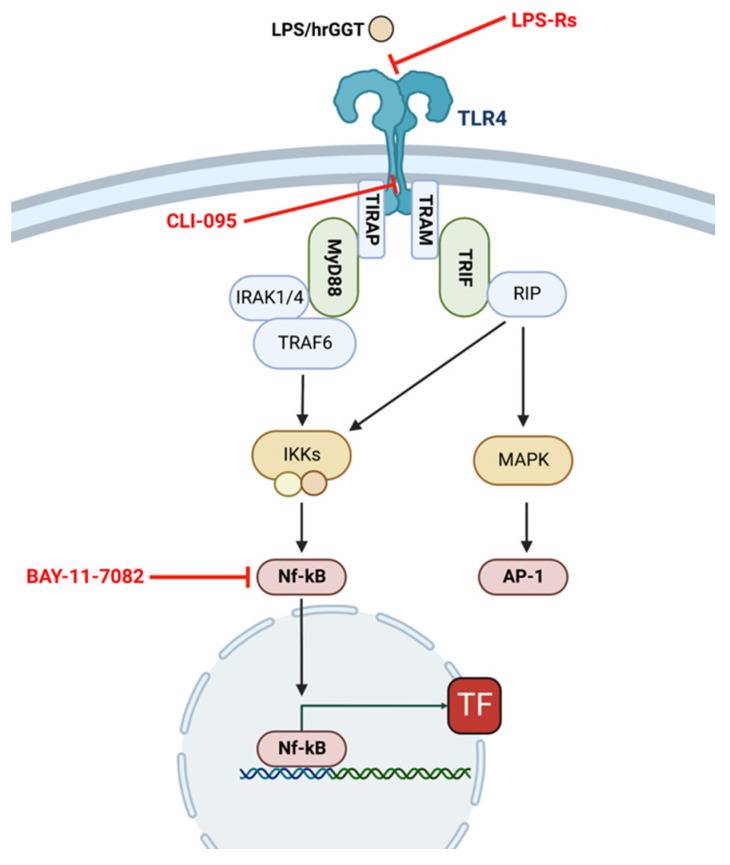 LPS-Rs
LPS/hrGGT
TLR4
CLI-095
TIRAP
TRAM
MyD88
TRIF
IRAK1/4
RIP
TRAF6
IKKs
MAPK
BAY-11-7082
Nf-kB
AP-1
TF
Nf-kB